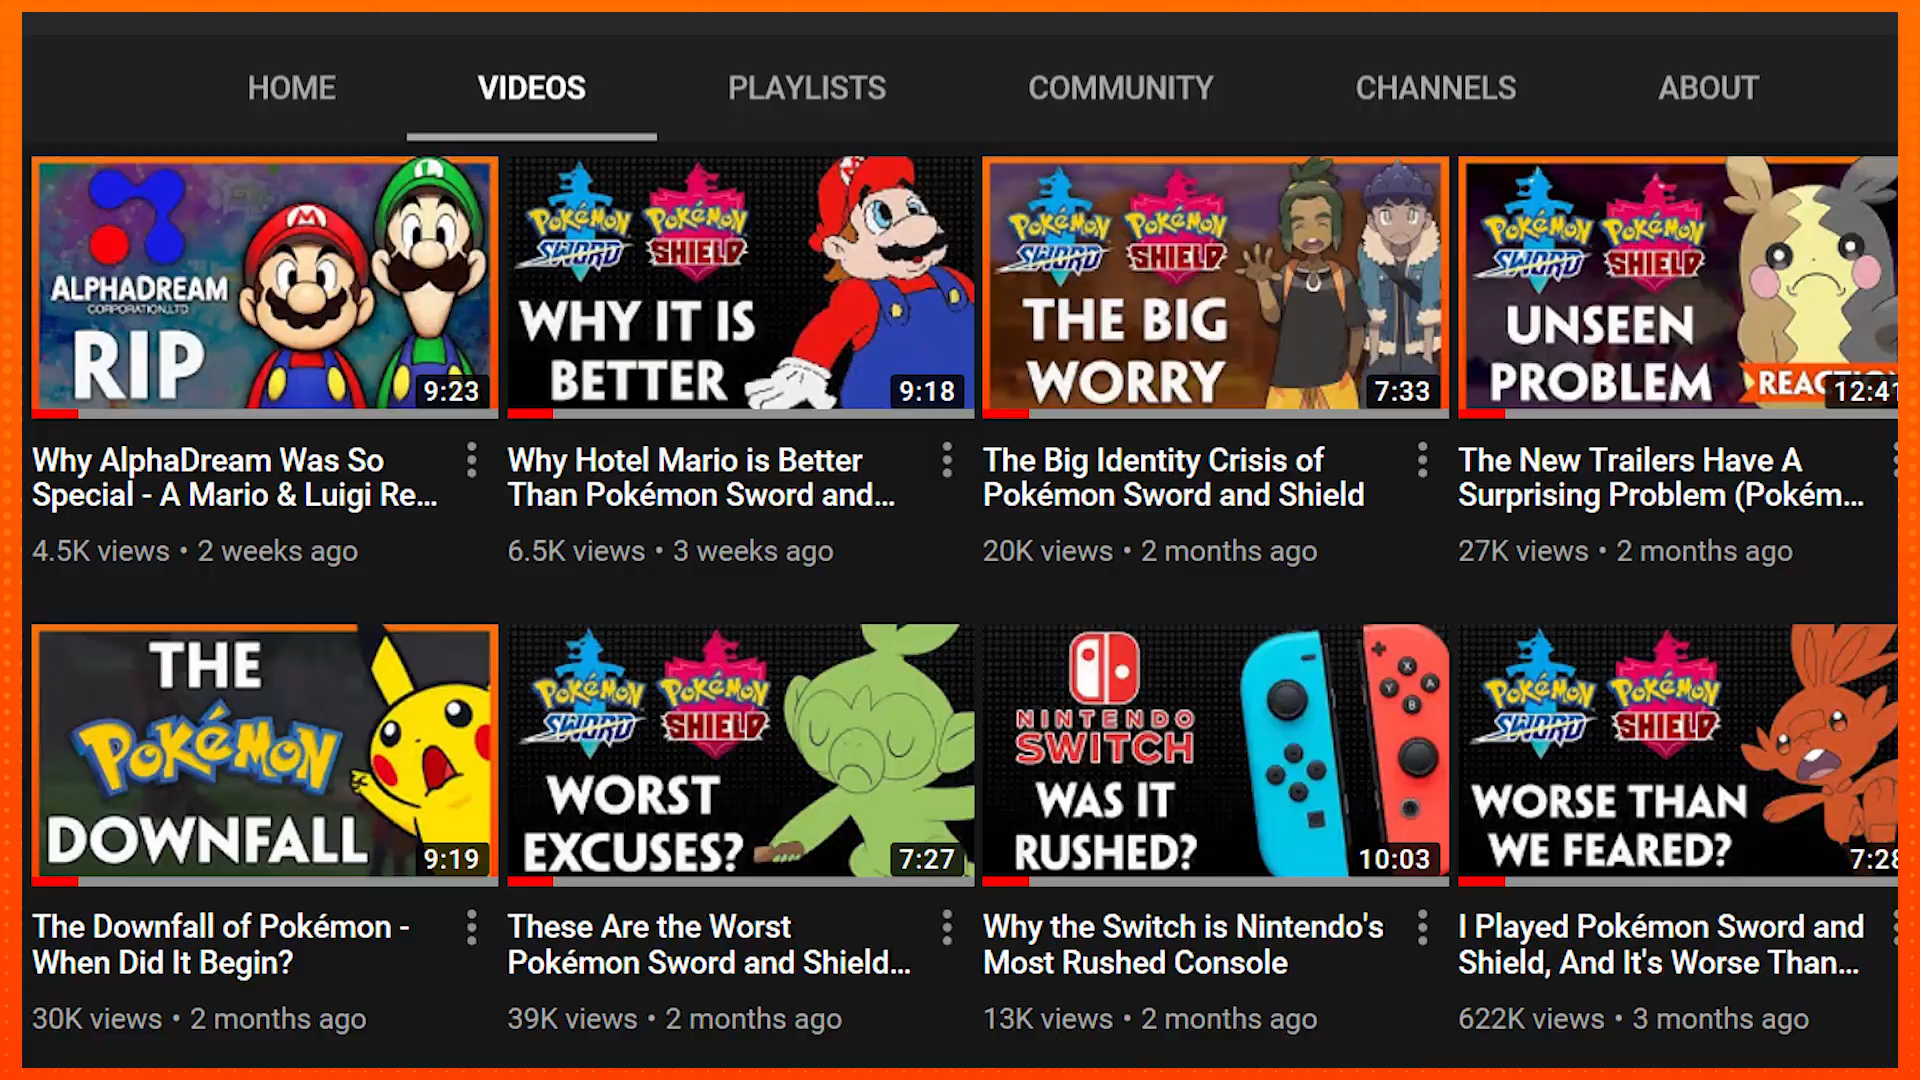 HOME VIDEOS PLAYLISTS COMMUNITY CHANNELS ABOUT
ALPHADREAM
CORPORATION,LTD
RIP
9:23
Pokémon
SWORD
Pokémon
SHIELD
WHY IT IS
BETTER
9:18
Pokémon
SWORD
Pokémon
SHIELD
THE BIG
WORRY
7:33
Pokémon
SWORD
Pokémon
SHIELD
UNSEEN
PROBLEM
12:41
Why AlphaDream Was So
Special - A Mario & Luigi Re...
4.5K views • 2 weeks ago
Why Hotel Mario is Better
Than Pokémon Sword and...
6.5K views • 3 weeks ago
The Big Identity Crisis of
Pokémon Sword and Shield
20K views • 2 months ago
The New Trailers Have A
Surprising Problem (Pokém...
27K views • 2 months ago
THE
POKéMON
DOWNFALL
9:19
Pokémon
SWORD
Pokémon
SHIELD
WORST
EXCUSES?
7:27
NINTENDO
SWITCH
WAS IT
RUSHED?
X
Y
A
B
10:03
Pokémon
SWORD
Pokémon
SHIELD
WORSE THAN
WE FEARED?
7:28
The Downfall of Pokémon -
When Did It Begin?
30K views • 2 months ago
These Are the Worst
Pokémon Sword and Shield...
39K views • 2 months ago
Why the Switch is Nintendo's
Most Rushed Console
13K views • 2 months ago
I Played Pokémon Sword and
Shield, And It's Worse Than...
622K views • 3 months ago